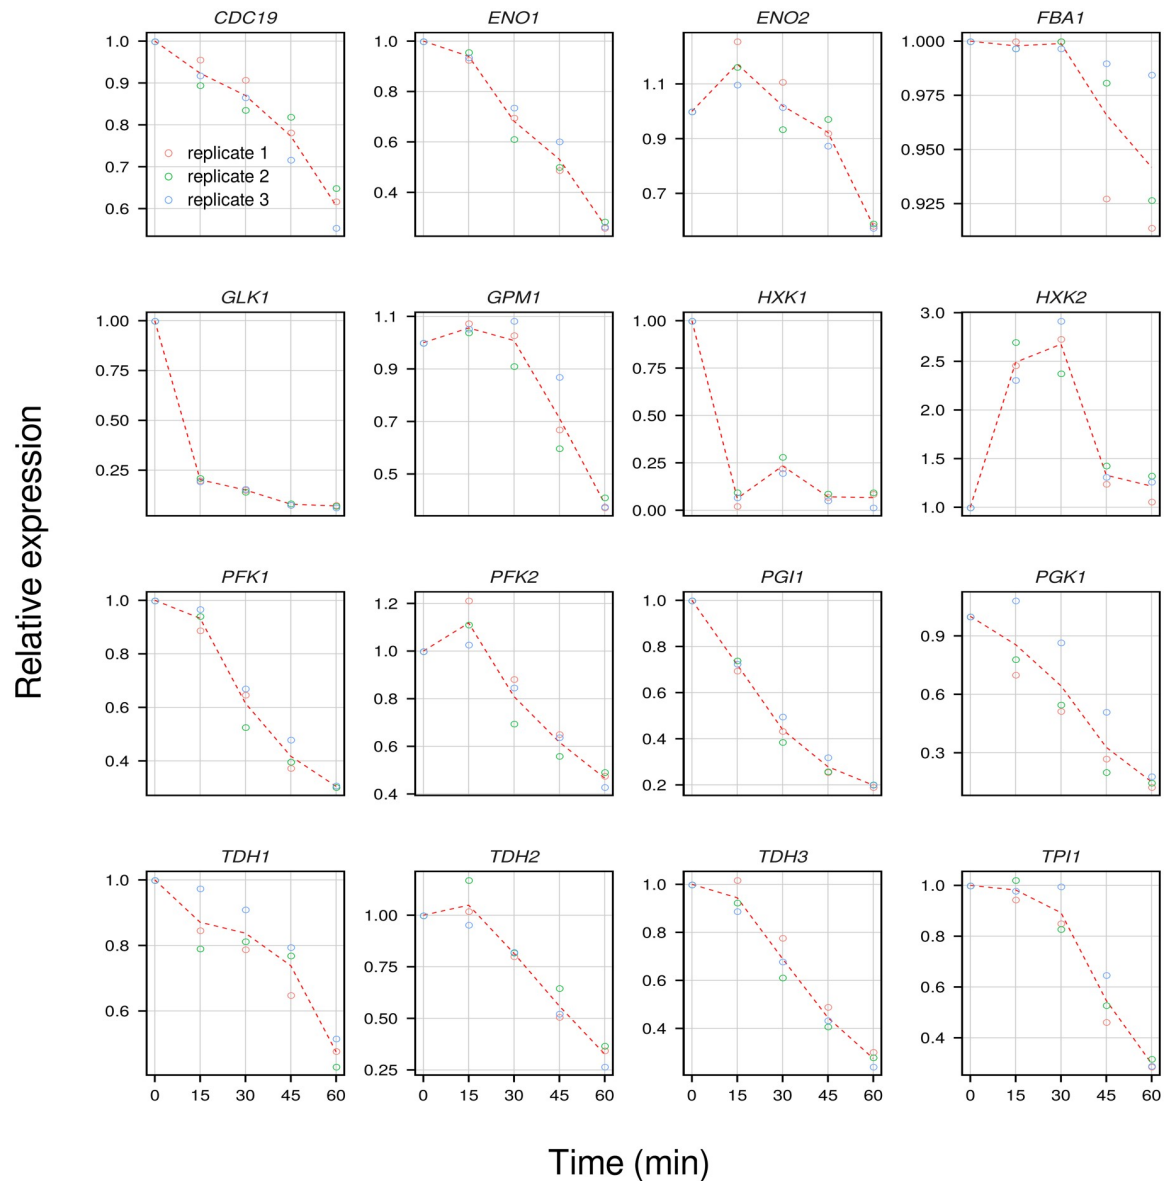 CDC19 ENO1 ENO2 FBA1
1.0 1.0 1.000
0.9 0.8 1.1 0.975
0.8 0.6 0.9 0.950
0.7 0.4 0.7 0.925
0.6
replicate 1
replicate 2
replicate 3
GLK1 GPM1 HXK1 HXK2
1.00 1.1 1.00 3.0
0.75 0.9 0.75 2.5
0.50 0.7 0.50 2.0
0.25 0.5 0.25 1.5
0.00 1.0
Relative expression
PFK1 PFK2 PGI1 PGK1
1.0 1.2 1.0 0.9
0.8 1.0 0.8 0.6
0.6 0.8 0.6 0.3
0.4 0.6 0.4
0.4 0.2
TDH1 TDH2 TDH3 TPI1
1.0 1.00 1.0 1.0
0.8 0.75 0.8 0.8
0.6 0.50 0.6 0.6
0.25 0.4 0.4
0 15 30 45 60 0 15 30 45 60 0 15 30 45 60 0 15 30 45 60
Time (min)